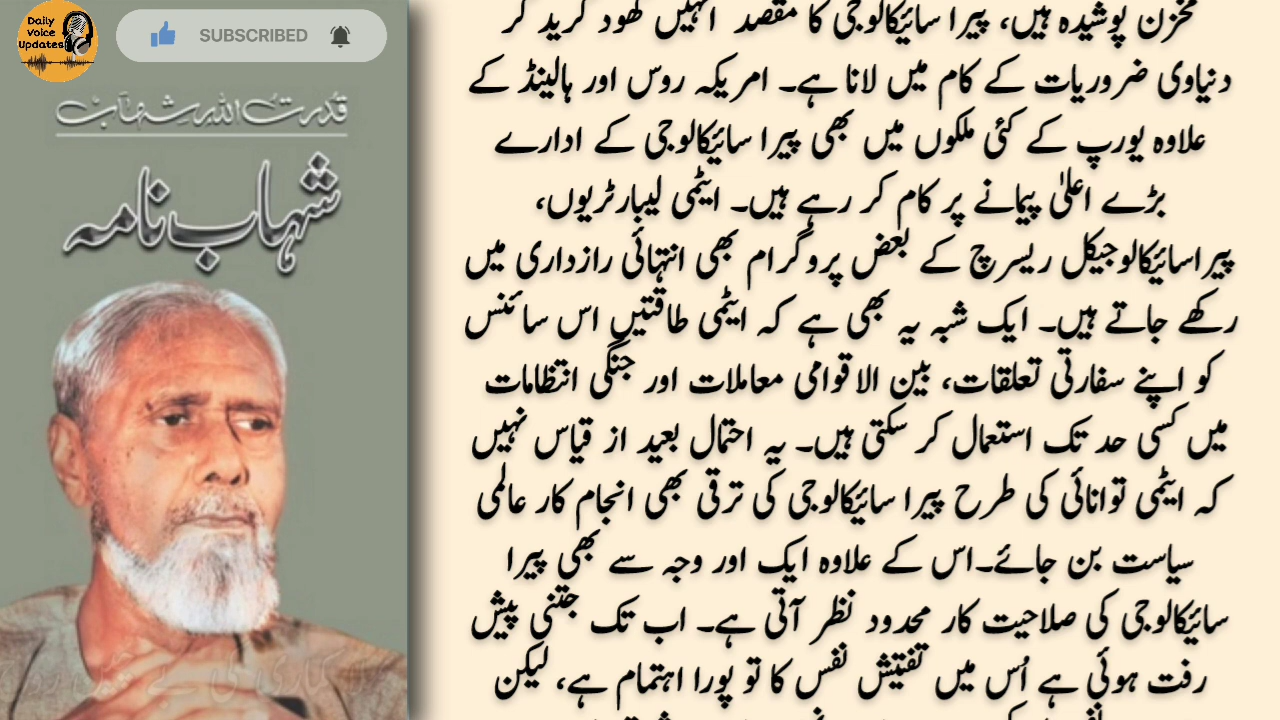 Daily
Voice
Updates
SUBSCRIBED
قدرت اللہ شہاب
شہاب نامہ
مخزن پوشیدہ ہیں، پیرا سائیکالوجی کا مقصد انہیں کھود کرید کر
دنیاوی ضروریات کے کام میں لانا ہے۔ امریکہ روس اور ہالینڈ کے
علاوہ یورپ کے کئی ملکوں میں بھی پیرا سائیکالوجی کے ادارے
بڑے اعلیٰ پیمانے پر کام کر رہے ہیں۔ ایٹمی لیبارٹریوں،
پیراسائیکالوجیکل ریسرچ کے بعض پروگرام بھی انتہائی رازداری میں
رکھے جاتے ہیں۔ ایک شبہ یہ بھی ہے کہ ایٹمی طاقتیں اس سائنس
کو اپنے سفارتی تعلقات، بین الاقوامی معاملات اور جنگی انتظامات
میں کسی حد تک استعمال کر سکتی ہیں۔ یہ احتمال بعید از قیاس نہیں
کہ ایٹمی توانائی کی طرح پیرا سائیکالوجی کی ترقی بھی انجام کار عالمی
سیاست بن جائے۔اس کے علاوہ ایک اور وجہ سے بھی پیرا
سائیکالوجی کی صلاحیت کار محدود نظر آتی ہے۔ اب تک جتنی پیش
رفت ہوئی ہے اُس میں تفتیش نفس کا تو پورا اہتمام ہے، لیکن